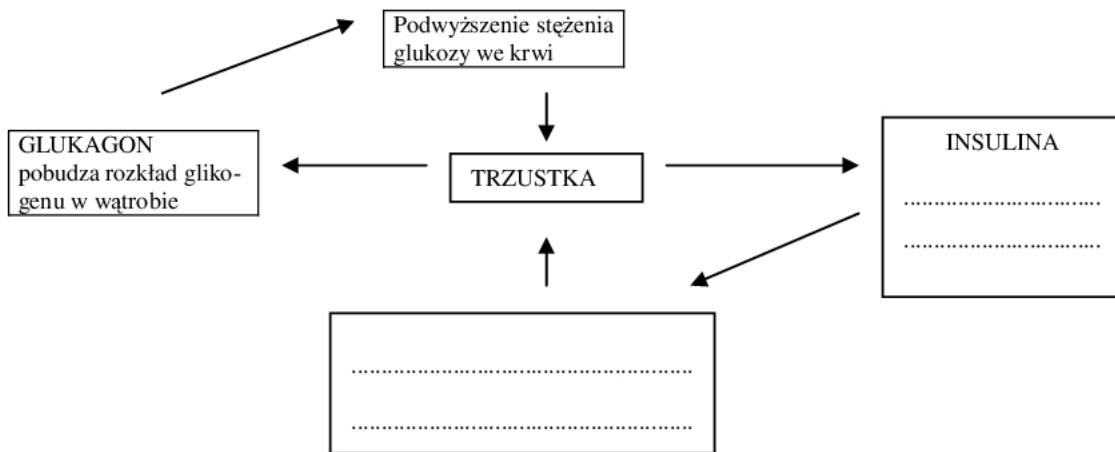 Podwyższenie stężenia
glukozy we krwi
GLUKAGON
pobudza rozkład gliko-
genu w wątrobie
TRZUSTKA
INSULINA
.................................
.................................
.........................................................
.........................................................